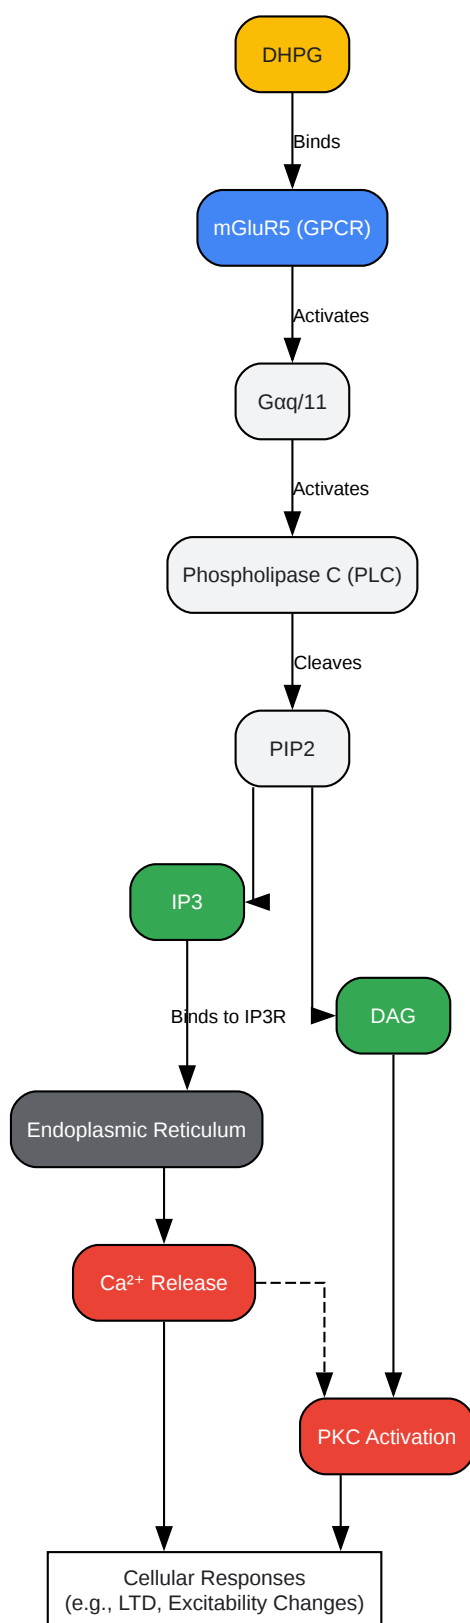 DHPG
Binds
mGluR5 (GPCR)
Activates
Gαq/11
Activates
Phospholipase C (PLC)
Cleaves
PIP2
IP3
Binds to IP3R
DAG
Endoplasmic Reticulum
Ca²⁺ Release
PKC Activation
Cellular Responses
(e.g., LTD, Excitability Changes)